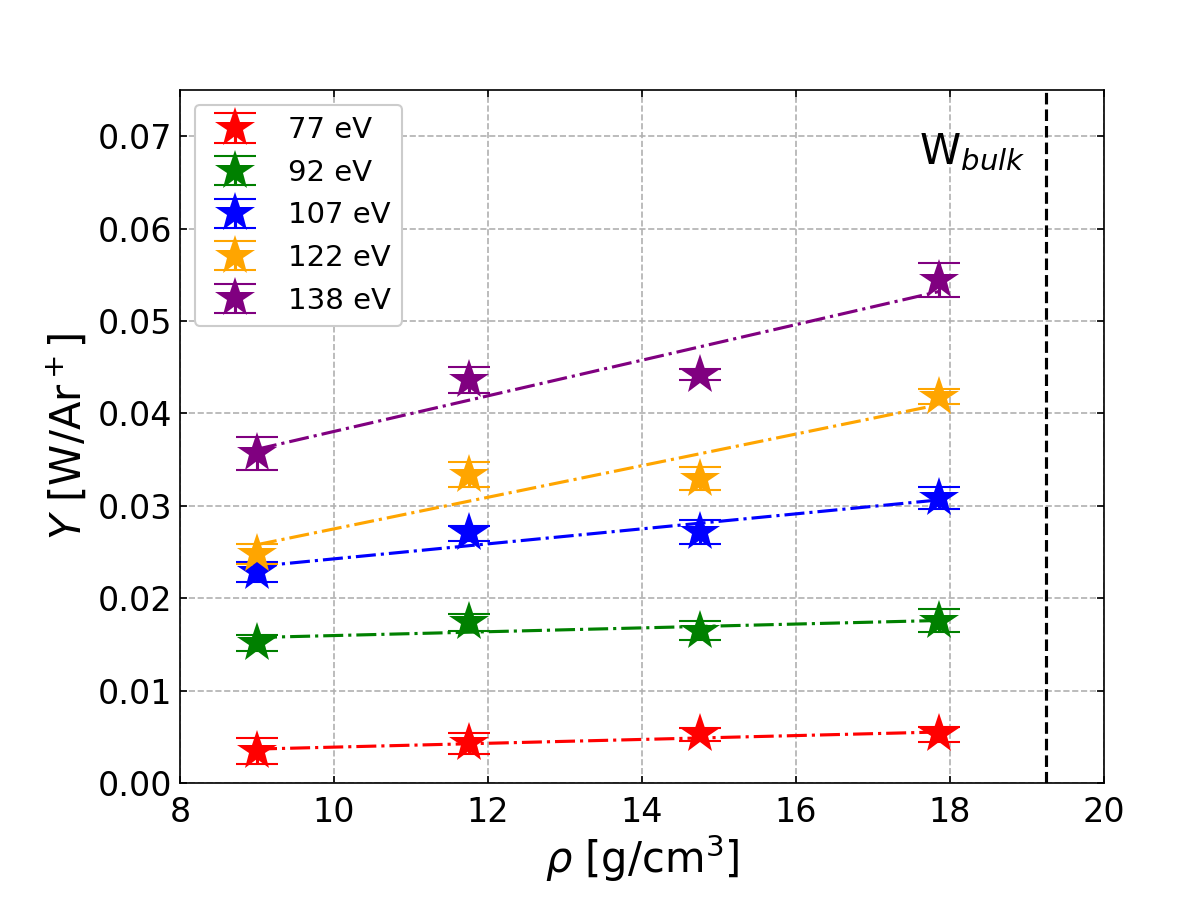 77 eV
92 eV
107 eV
122 eV
138 eV
W_bulk
0.07
0.06
0.05
0.04
0.03
0.02
0.01
0.00
Y [W/Ar⁺]
8 10 12 14 16 18 20
ρ [g/cm³]